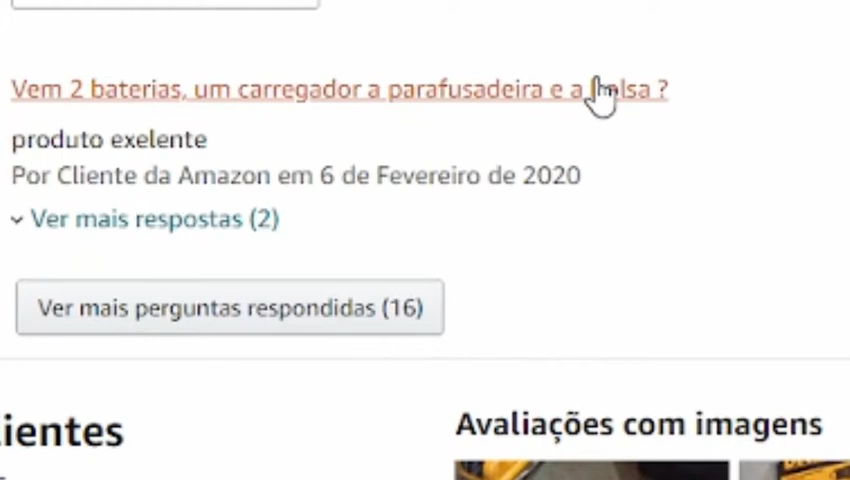 Vem 2 baterias, um carregador a parafusadeira e a ?
produto exelente
Por Cliente da Amazon em 6 de Fevereiro de 2020
Ver mais respostas (2)
Ver mais perguntas respondidas (16)
Avaliações com imagens